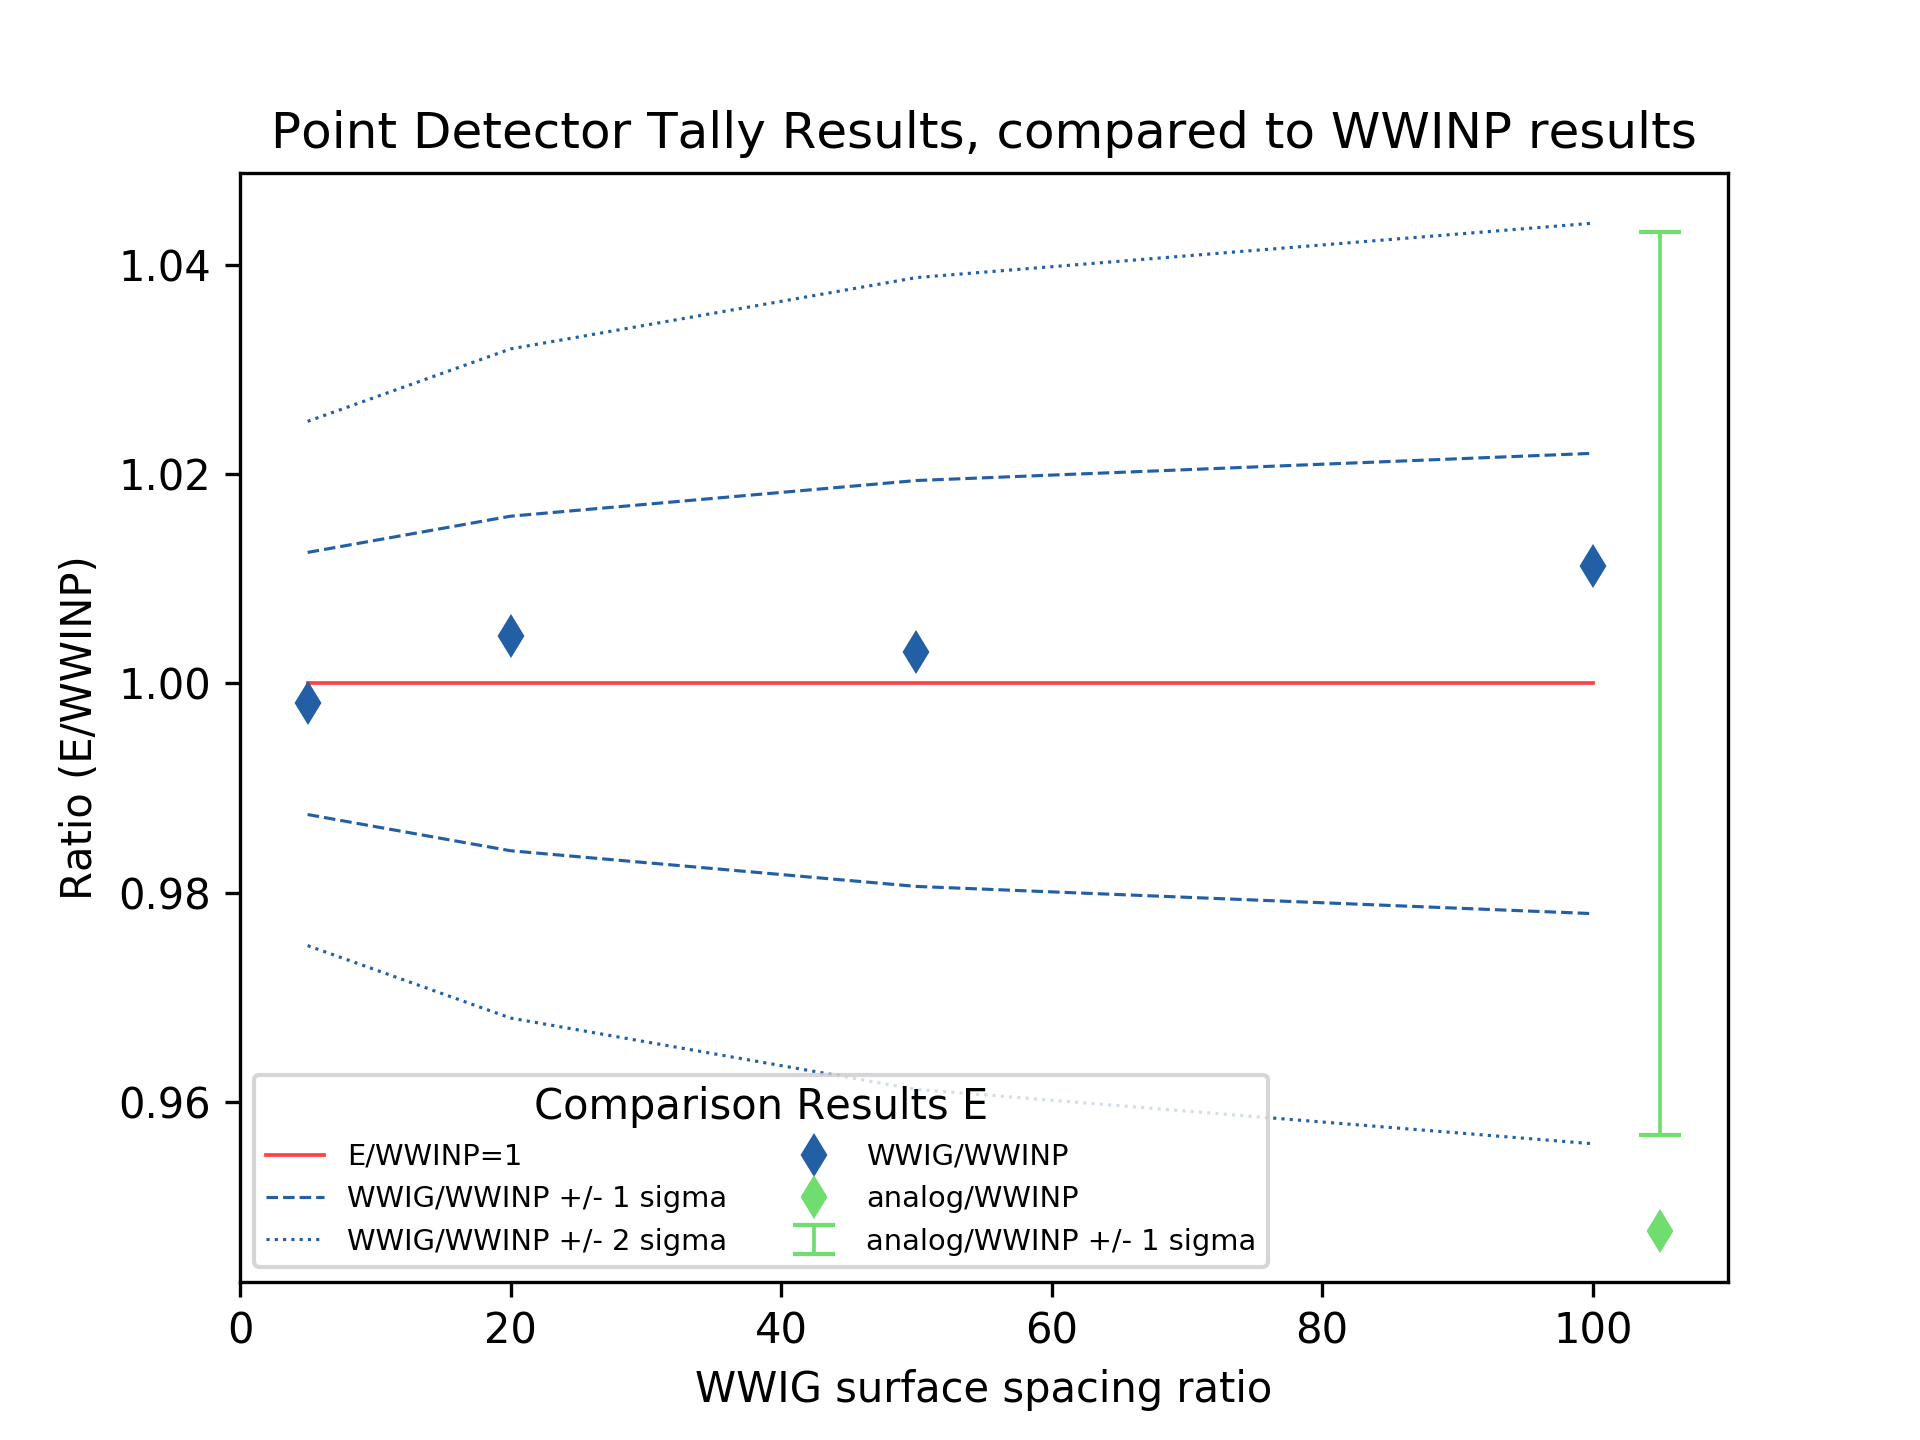 Point Detector Tally Results, compared to WWINP results
Ratio (E/WWINP)
1.04
1.02
1.00
0.98
0.96
Comparison Results E
E/WWINP=1
WWIG/WWINP +/- 1 sigma
WWIG/WWINP +/- 2 sigma
WWIG/WWINP
analog/WWINP
analog/WWINP +/- 1 sigma
0 20 40 60 80 100
WWIG surface spacing ratio